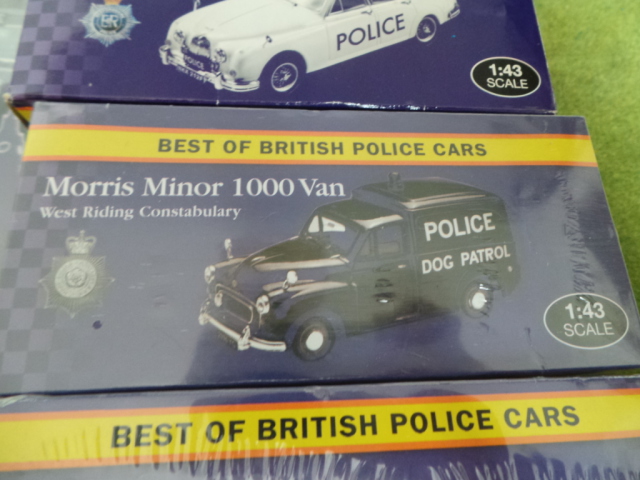 POLICE
POLICE
1:43
SCALE
BEST OF BRITISH POLICE CARS
Morris Minor 1000 Van
West Riding Constabulary
POLICE
DOG PATROL
1:43
SCALE
BEST OF BRITISH POLICE CARS